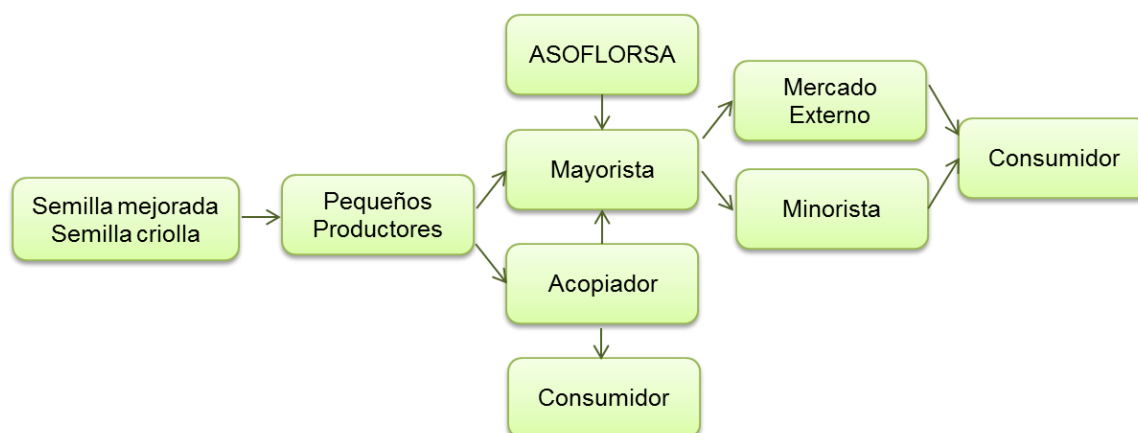 ASOFLORSA
Mercado
Externo
Consumidor
Mayorista
Semilla mejorada
Semilla criolla
Pequeños
Productores
Minorista
Acopiador
Consumidor